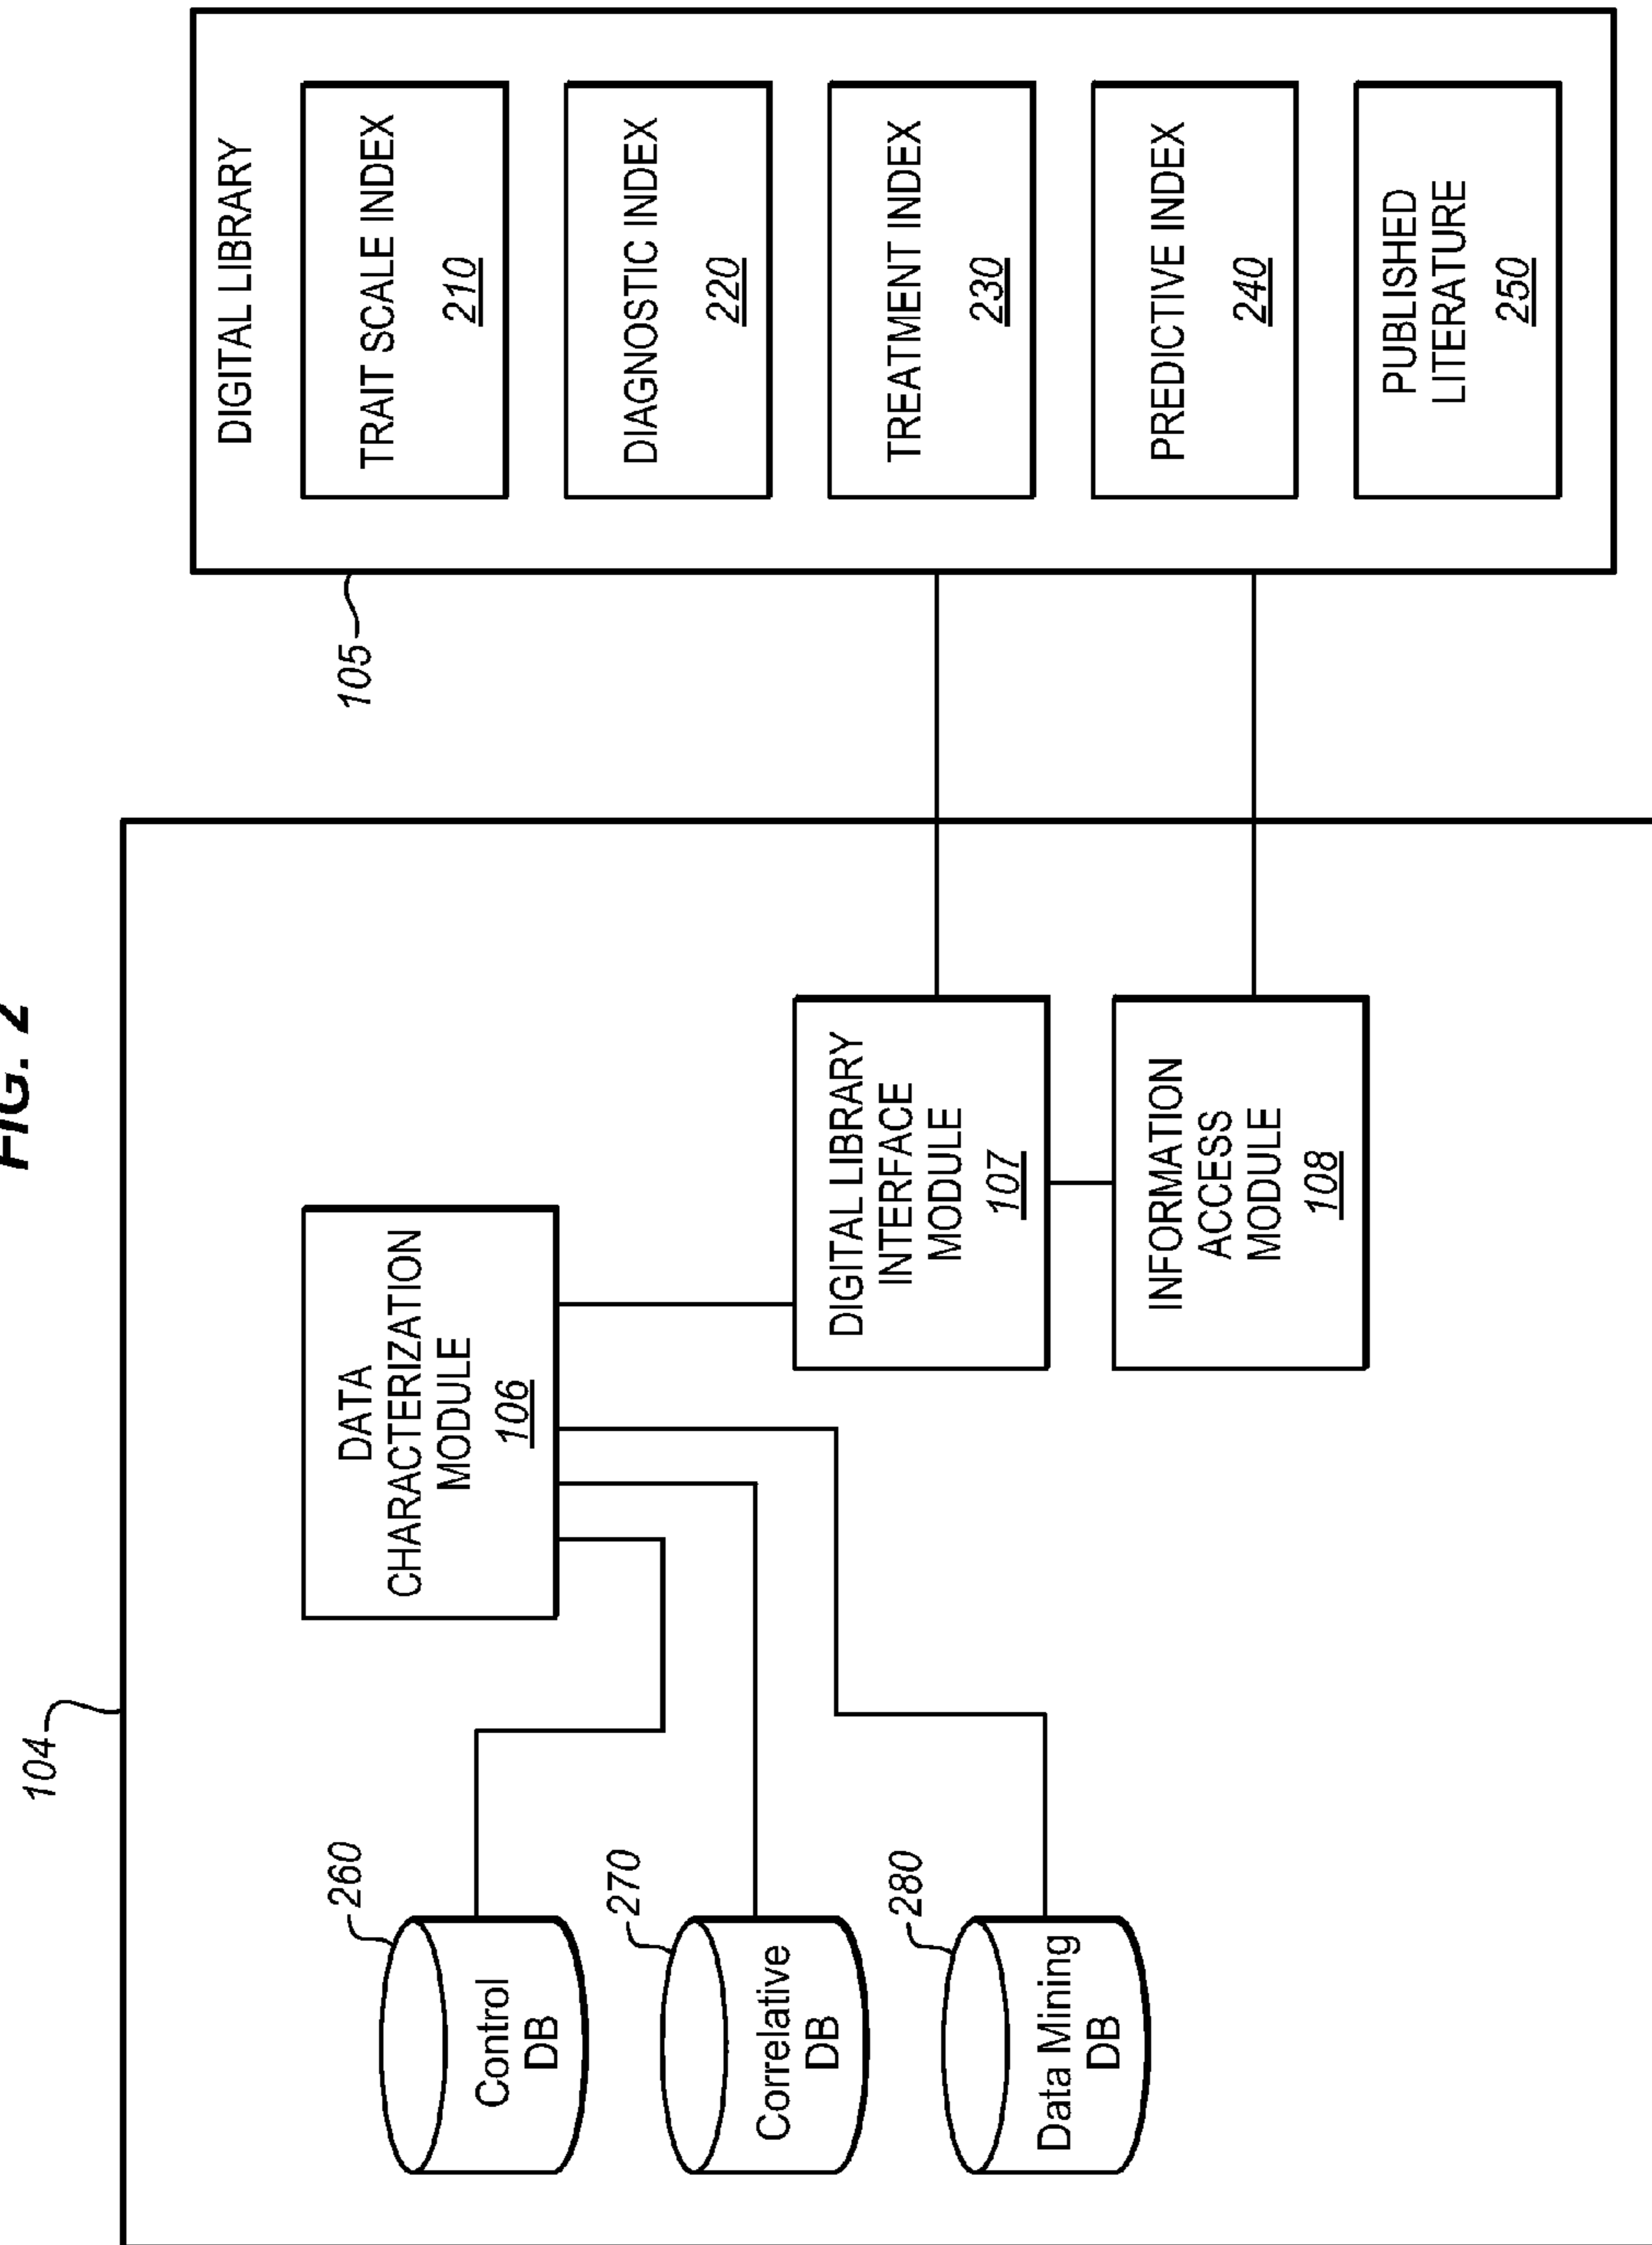 FIG. 2
104
260
Control
DB
270
Correlative
DB
280
Data Mining
DB
DATA
CHARACTERIZATION
MODULE
106
DIGITAL LIBRARY
INTERFACE
MODULE
107
INFORMATION
ACCESS
MODULE
108
105
DIGITAL LIBRARY
TRAIT SCALE INDEX
210
DIAGNOSTIC INDEX
220
TREATMENT INDEX
230
PREDICTIVE INDEX
240
PUBLISHED
LITERATURE
250